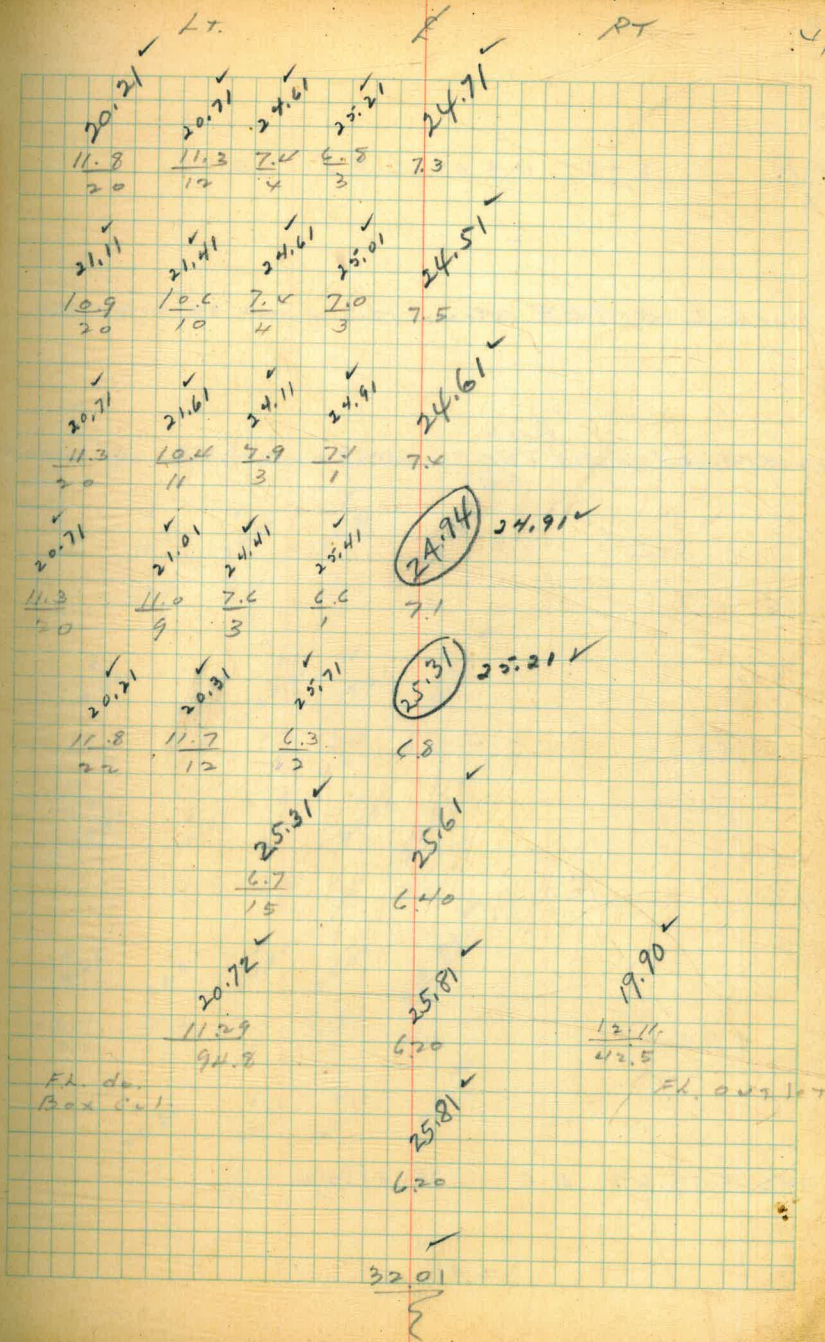 LT. ℄ RT 4
20.21✓ 20.71✓ 24.61✓ 25.21✓ 24.71✓
11.8 11.3 7.4 6.8 7.3
20 12 4 3
21.11✓ 21.41✓ 24.61✓ 25.01✓ 24.51✓
10.9 10.6 7.4 7.0 7.5
20 10 4 3
20.71✓ 21.61✓ 24.11✓ 24.91✓ 24.61✓
11.3 10.4 7.9 7.1 7.4
20 11 3 1
20.71✓ 21.01✓ 24.41✓ 25.41✓ 24.94 24.91✓
11.3 11.0 7.6 6.6 7.1
20 9 3 1
20.21✓ 20.31✓ 25.71✓ 25.31 25.21✓
11.8 11.7 6.3 6.8
22 12 2
25.31✓ 25.61✓
6.7 6.40
15
20.72✓ 25.81✓ 19.90✓
11.29 6.20 12.11
94.8 42.5
FL. do. FL. outlet
Box Cul.
25.81✓
6.20
✓
32.01